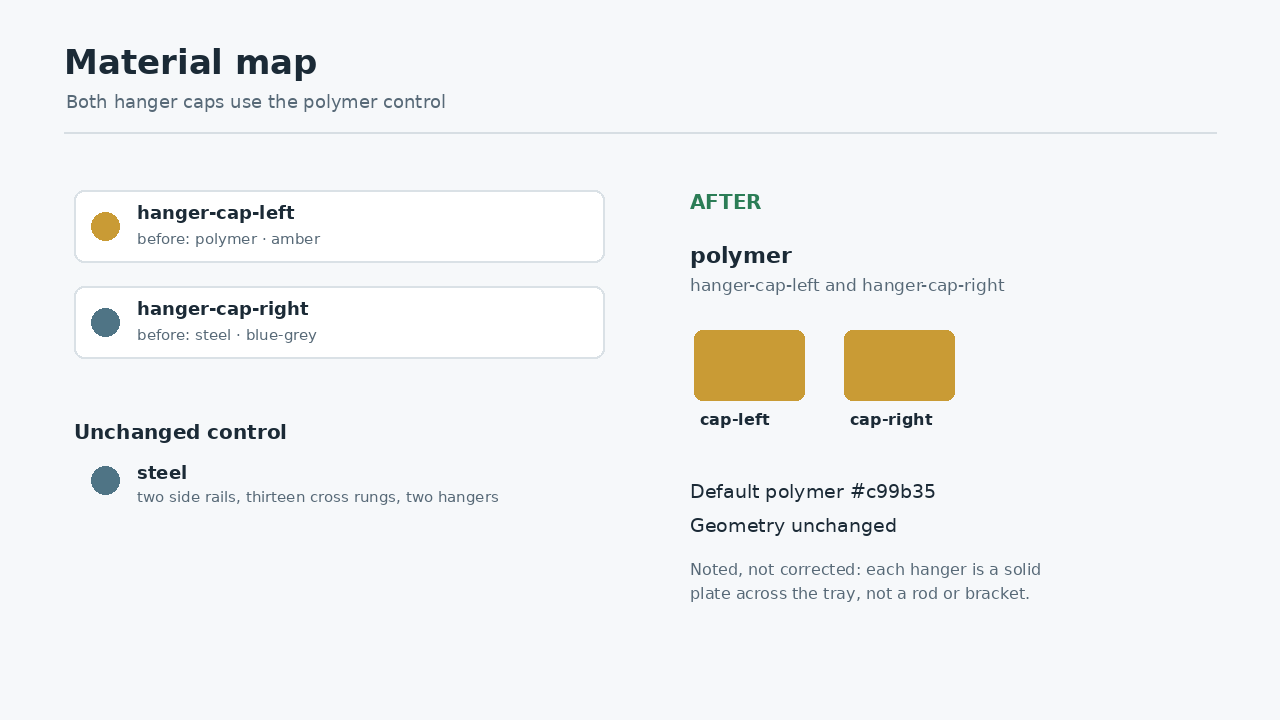 Material map
Both hanger caps use the polymer control
hanger-cap-left
before: polymer · amber
hanger-cap-right
before: steel · blue-grey
Unchanged control
steel
two side rails, thirteen cross rungs, two hangers
AFTER
polymer
hanger-cap-left and hanger-cap-right
cap-left
cap-right
Default polymer #c99b35
Geometry unchanged
Noted, not corrected: each hanger is a solid
plate across the tray, not a rod or bracket.